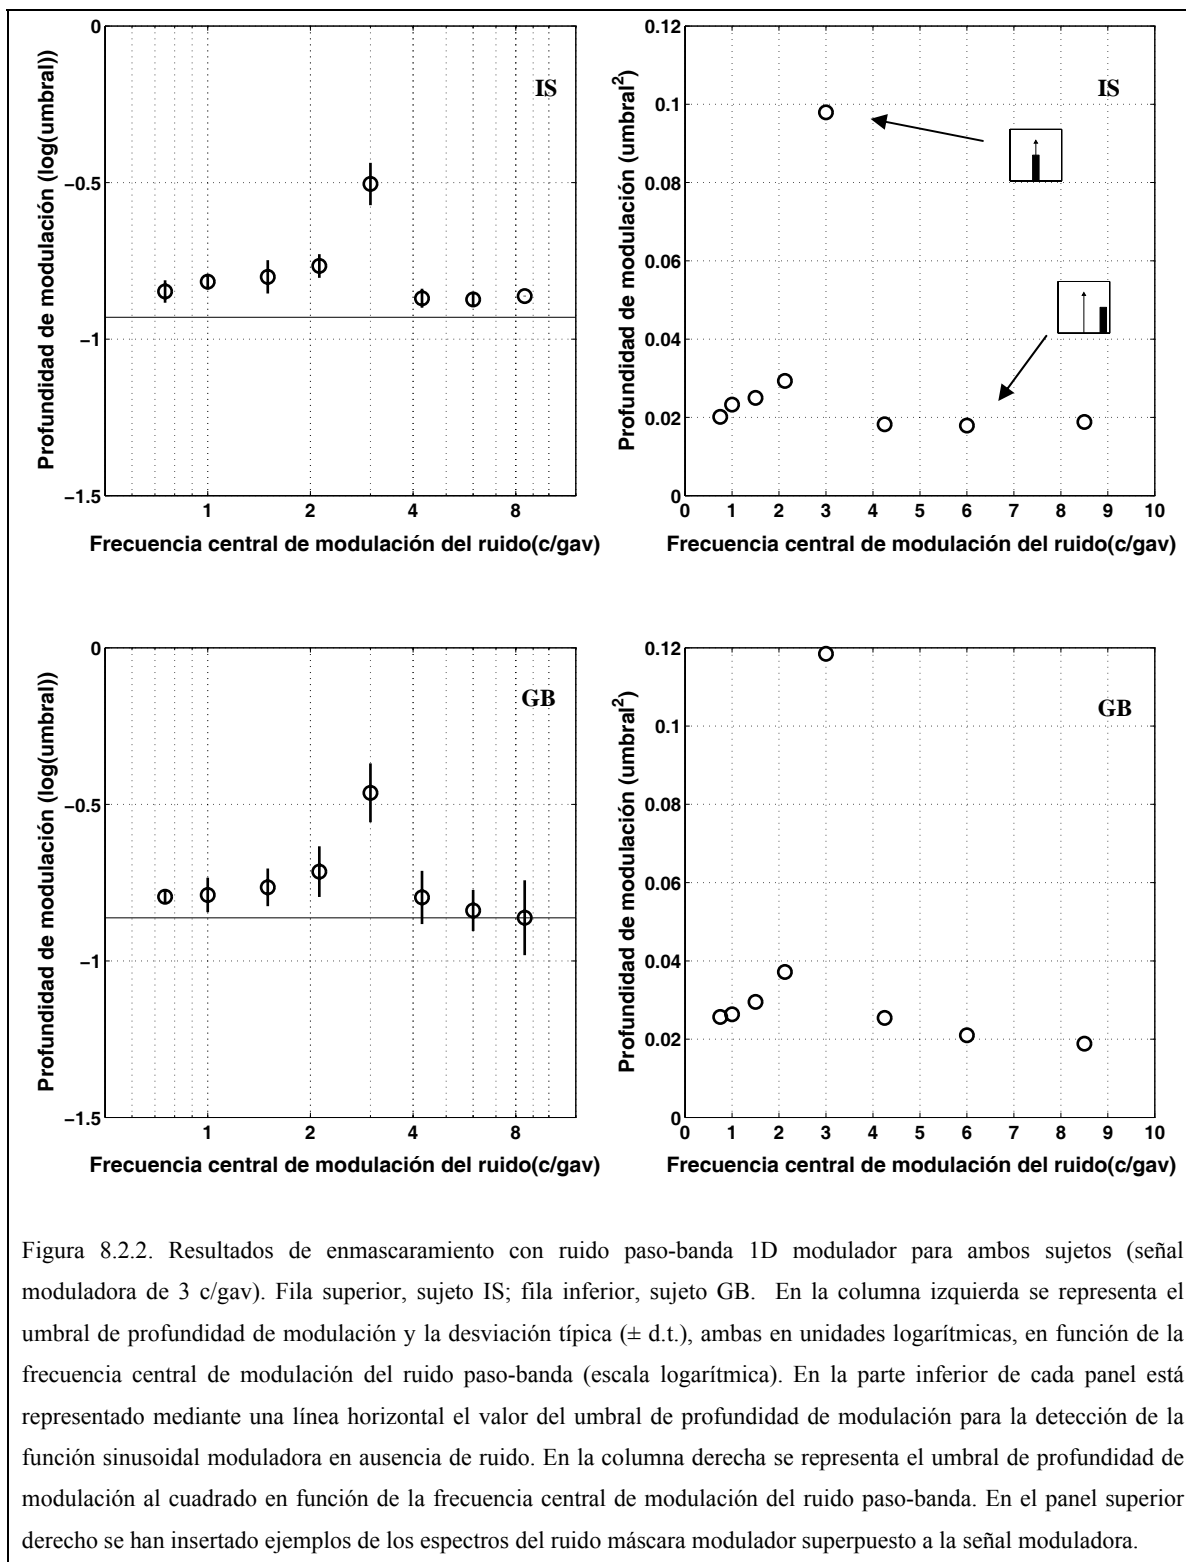 0
−0.5
−1
−1.5
1 2 4 8
Profundidad de modulación (log(umbral))
Frecuencia central de modulación del ruido(c/gav)
IS
0.12
0.1
0.08
0.06
0.04
0.02
0
0 1 2 3 4 5 6 7 8 9 10
Profundidad de modulación (umbral²)
Frecuencia central de modulación del ruido(c/gav)
IS
0
−0.5
−1
−1.5
1 2 4 8
Profundidad de modulación (log(umbral))
Frecuencia central de modulación del ruido(c/gav)
GB
0.12
0.1
0.08
0.06
0.04
0.02
0
0 1 2 3 4 5 6 7 8 9 10
Profundidad de modulación (umbral²)
Frecuencia central de modulación del ruido(c/gav)
GB
Figura 8.2.2. Resultados de enmascaramiento con ruido paso-banda 1D modulador para ambos sujetos (señal
moduladora de 3 c/gav). Fila superior, sujeto IS; fila inferior, sujeto GB. En la columna izquierda se representa el
umbral de profundidad de modulación y la desviación típica (± d.t.), ambas en unidades logarítmicas, en función de la
frecuencia central de modulación del ruido paso-banda (escala logarítmica). En la parte inferior de cada panel está
representado mediante una línea horizontal el valor del umbral de profundidad de modulación para la detección de la
función sinusoidal moduladora en ausencia de ruido. En la columna derecha se representa el umbral de profundidad de
modulación al cuadrado en función de la frecuencia central de modulación del ruido paso-banda. En el panel superior
derecho se han insertado ejemplos de los espectros del ruido máscara modulador superpuesto a la señal moduladora.